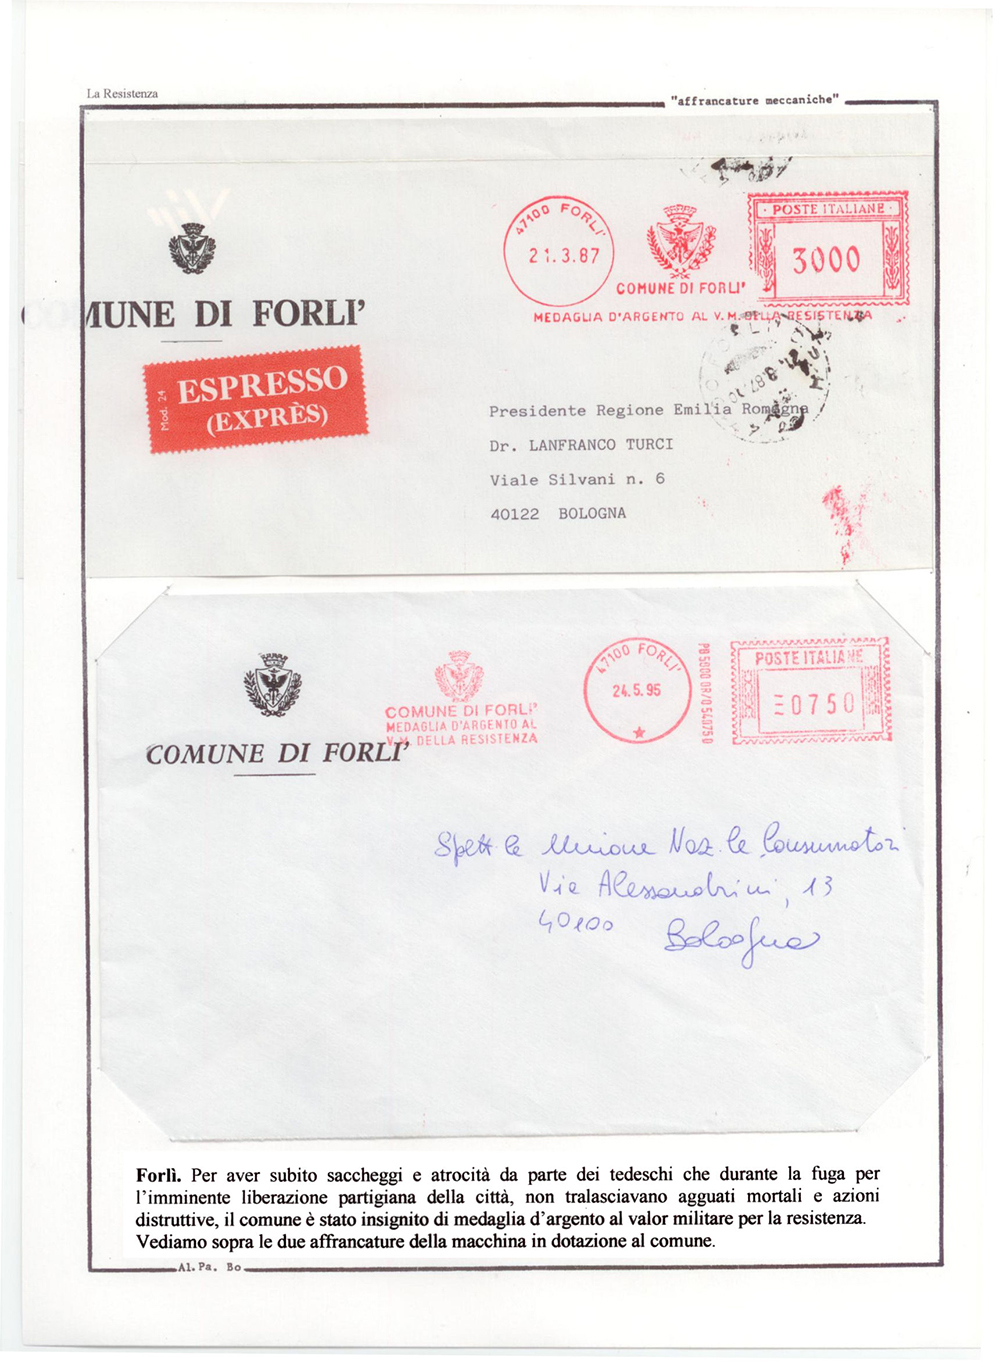 La Resistenza
"affrancature meccaniche"
47100 FORLI'
21.3.87
COMUNE DI FORLI'
POSTE ITALIANE
3000
MEDAGLIA D'ARGENTO AL V.M. DELLA RESISTENZA
MUNE DI FORLI'
Mod. 24
ESPRESSO
(EXPRÈS)
Presidente Regione Emilia Romagna
Dr. LANFRANCO TURCI
Viale Silvani n. 6
40122 BOLOGNA
COMUNE DI FORLI'
MEDAGLIA D'ARGENTO AL
V.M. DELLA RESISTENZA
47100 FORLI'
24.5.95
POSTE ITALIANE
0750
COMUNE DI FORLI'
Spett.le Unione Naz.le Consumatori
Via Alessandrini, 13
40100 Bologna
Forlì. Per aver subito saccheggi e atrocità da parte dei tedeschi che durante la fuga per
l'imminente liberazione partigiana della città, non tralasciavano agguati mortali e azioni
distruttive, il comune è stato insignito di medaglia d'argento al valor militare per la resistenza.
Vediamo sopra le due affrancature della macchina in dotazione al comune.
Al.Pa. Bo